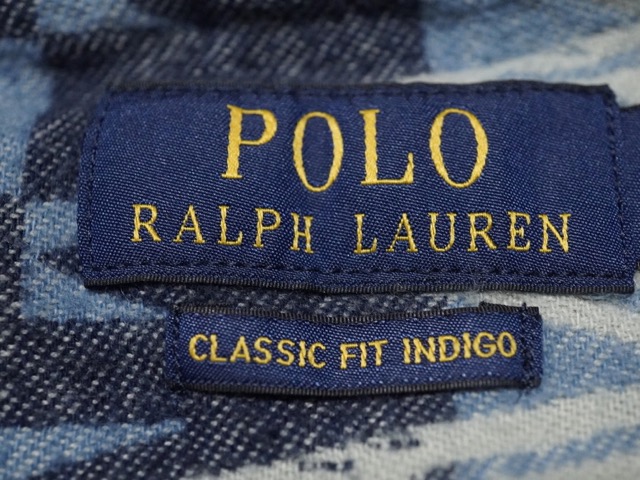 POLO
RALPH LAUREN
CLASSIC FIT INDIGO